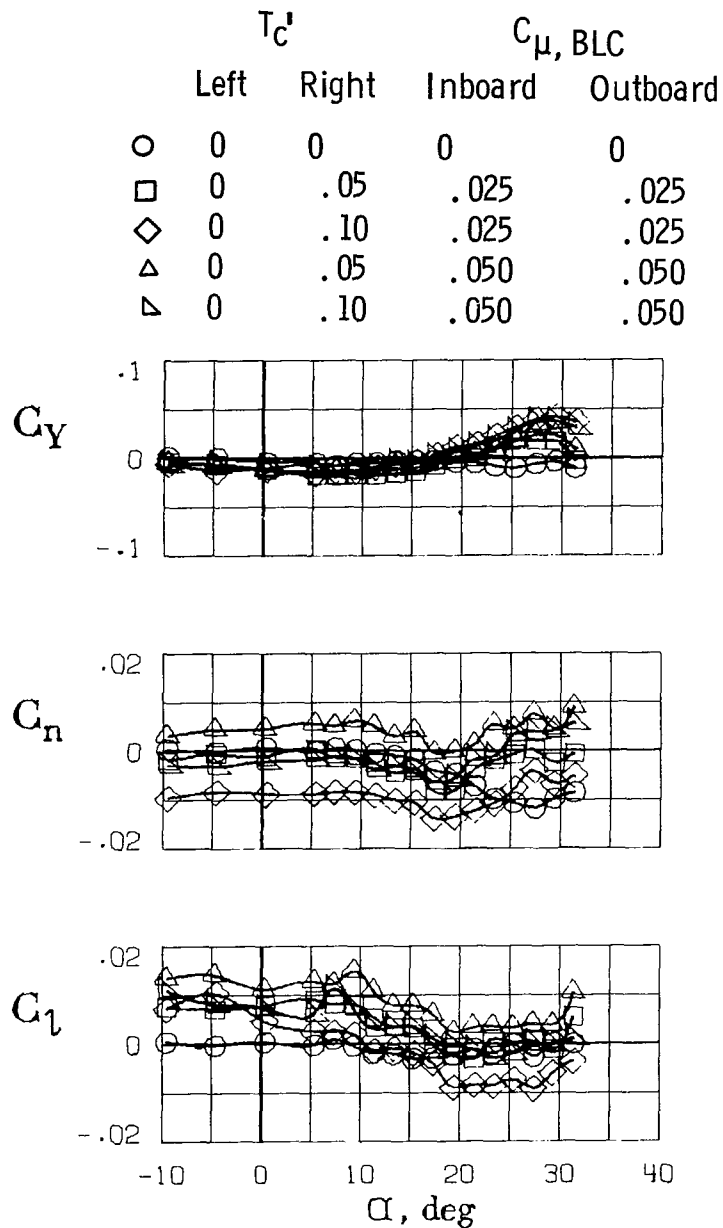 T_C' C_μ, BLC
Left Right Inboard Outboard
○ 0 0 0 0
□ 0 .05 .025 .025
◇ 0 .10 .025 .025
△ 0 .05 .050 .050
◺ 0 .10 .050 .050
.1
C_Y
0
-.1
.02
C_n
0
-.02
.02
C_l
0
-.02
-10 0 10 20 30 40
α, deg